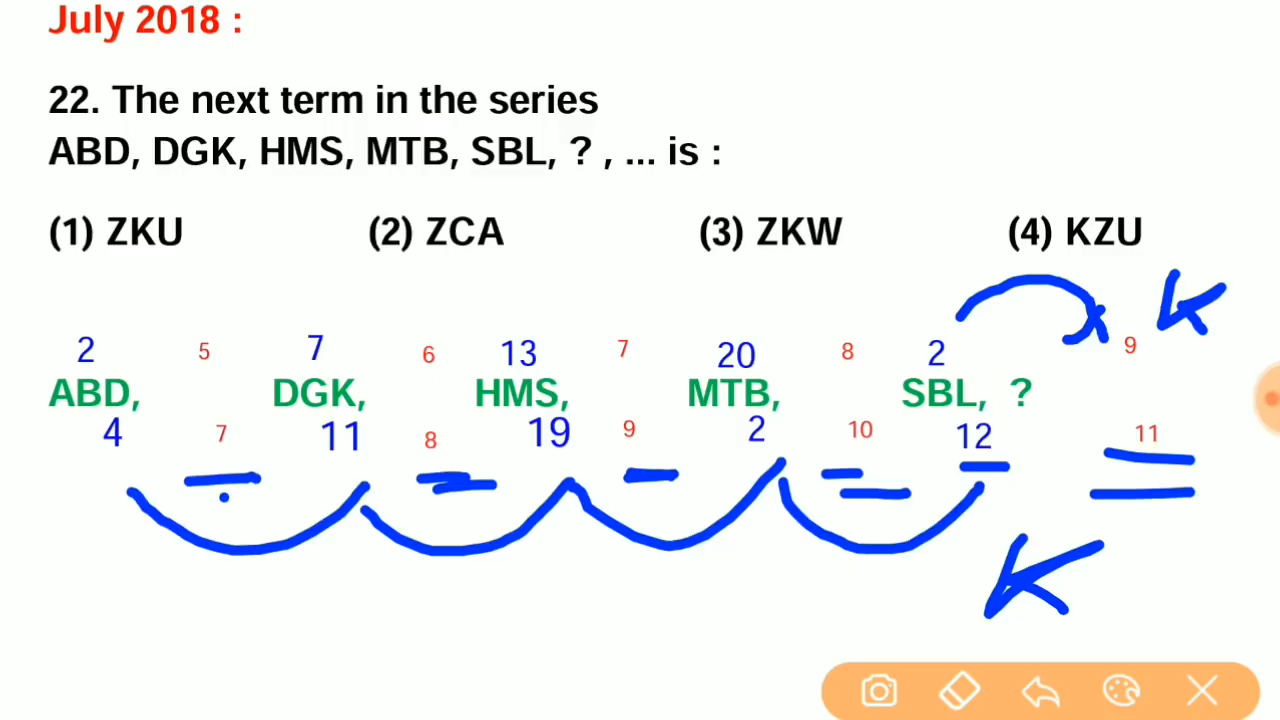 July 2018 :
22. The next term in the series
ABD, DGK, HMS, MTB, SBL, ? , ... is :
(1) ZKU (2) ZCA (3) ZKW (4) KZU
K
2 5 7 6 13 7 20 8 2 9
ABD, DGK, HMS, MTB, SBL, ?
4 7 11 8 19 9 2 10 12 11
K